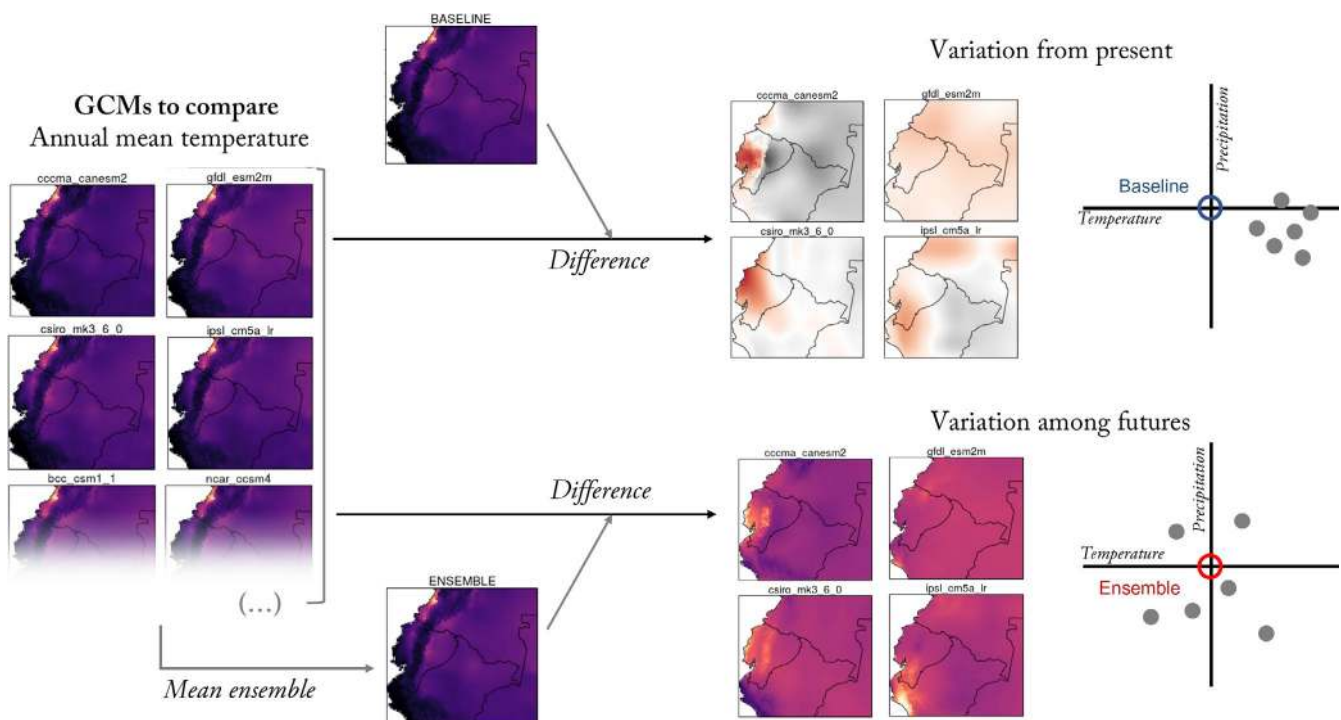 GCMs to compare
Annual mean temperature
cccma_canesm2
gfdl_esm2m
csiro_mk3_6_0
ipsl_cm5a_lr
bcc_csm1_1
ncar_ccsm4
(...)
Mean ensemble
BASELINE
Difference
ENSEMBLE
Difference
Variation from present
cccma_canesm2
gfdl_esm2m
csiro_mk3_6_0
ipsl_cm5a_lr
Precipitation
Baseline
Temperature
Variation among futures
cccma_canesm2
gfdl_esm2m
csiro_mk3_6_0
ipsl_cm5a_lr
Precipitation
Temperature
Ensemble